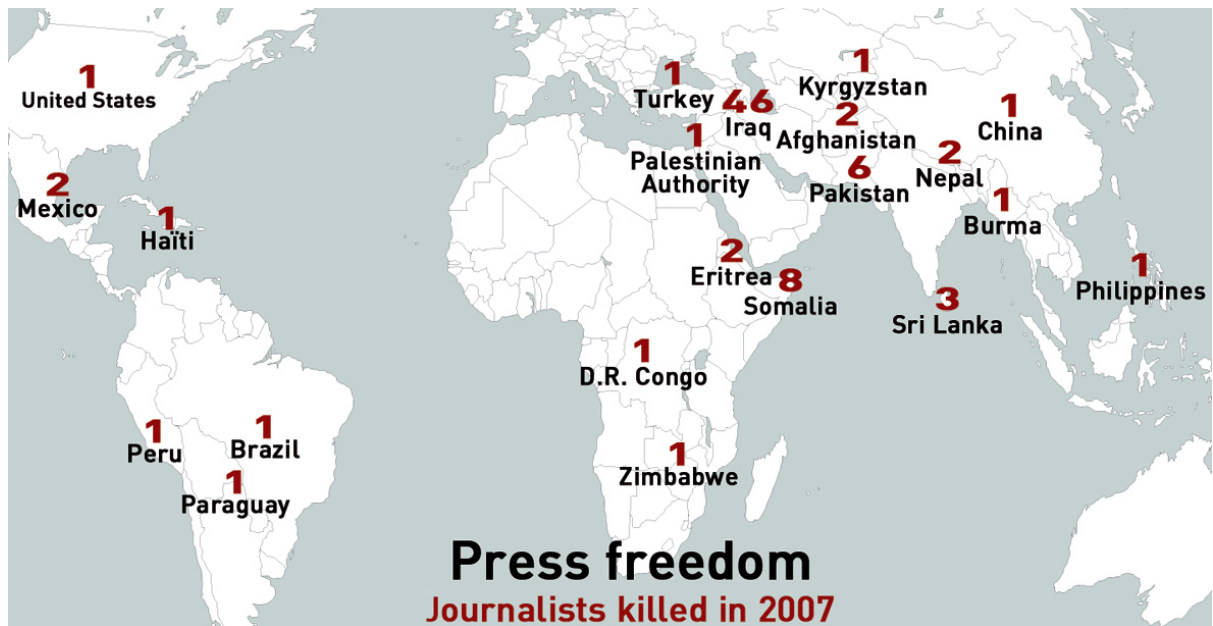 1
United States
2
Mexico
1
Haïti
1
Peru
1
Brazil
1
Paraguay
1
Turkey
46
Iraq
1
Palestinian
Authority
1
Kyrgyzstan
2
Afghanistan
6
Pakistan
1
China
2
Nepal
1
Burma
1
Philippines
3
Sri Lanka
2
Eritrea
8
Somalia
1
D.R. Congo
1
Zimbabwe
Press freedom
Journalists killed in 2007